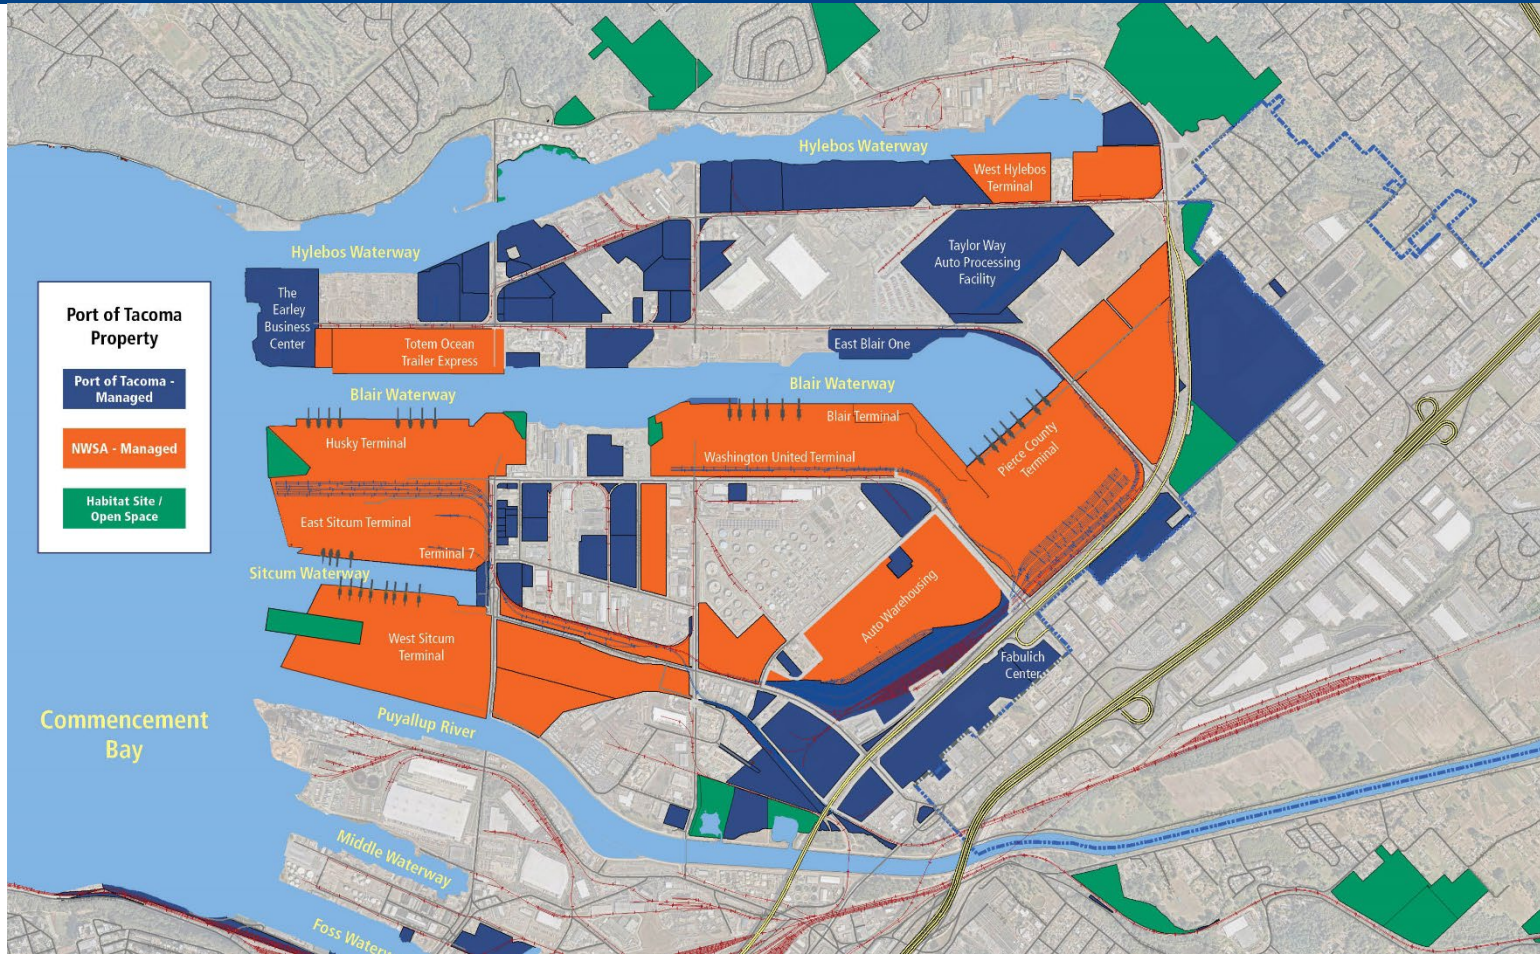 Hylebos Waterway
West Hylebos
Terminal
Hylebos Waterway
Taylor Way
Auto Processing
Facility
The
Earley
Business
Center
Port of Tacoma
Property
Port of Tacoma -
Managed
NWSA - Managed
Habitat Site /
Open Space
Totem Ocean
Trailer Express
East Blair One
Blair Waterway
Blair Waterway
Husky Terminal
Blair Terminal
Washington United Terminal
Pierce County
Terminal
East Sitcum Terminal
Terminal 7
Sitcum Waterway
Auto Warehousing
West Sitcum
Terminal
Fabulich
Center
Commencement
Bay
Puyallup River
Middle Waterway
Foss Waterw